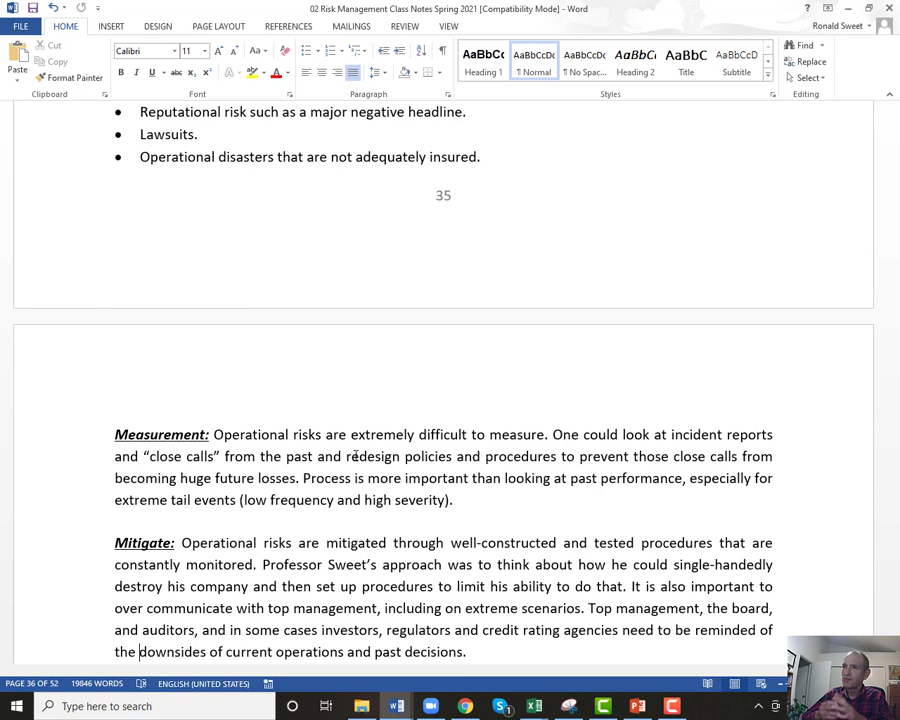 02 Risk Management Class Notes Spring 2021 [Compatibility Mode] - Word
FILE HOME INSERT DESIGN PAGE LAYOUT REFERENCES MAILINGS REVIEW VIEW Ronald Sweet
Paste Cut Copy Format Painter
Calibri 11
AaBbCc AaBbCcDc AaBbCcDc AaBbCc AaBbC AaBbCcD
Heading 1 ¶ Normal ¶ No Spac... Heading 2 Title Subtitle
Find Replace Select
Clipboard Font Paragraph Styles Editing
• Reputational risk such as a major negative headline.
• Lawsuits.
• Operational disasters that are not adequately insured.
35
Measurement: Operational risks are extremely difficult to measure. One could look at incident reports
and “close calls” from the past and redesign policies and procedures to prevent those close calls from
becoming huge future losses. Process is more important than looking at past performance, especially for
extreme tail events (low frequency and high severity).
Mitigate: Operational risks are mitigated through well-constructed and tested procedures that are
constantly monitored. Professor Sweet’s approach was to think about how he could single-handedly
destroy his company and then set up procedures to limit his ability to do that. It is also important to
over communicate with top management, including on extreme scenarios. Top management, the board,
and auditors, and in some cases investors, regulators and credit rating agencies need to be reminded of
the downsides of current operations and past decisions.
PAGE 36 OF 52 19846 WORDS ENGLISH (UNITED STATES)
Type here to search